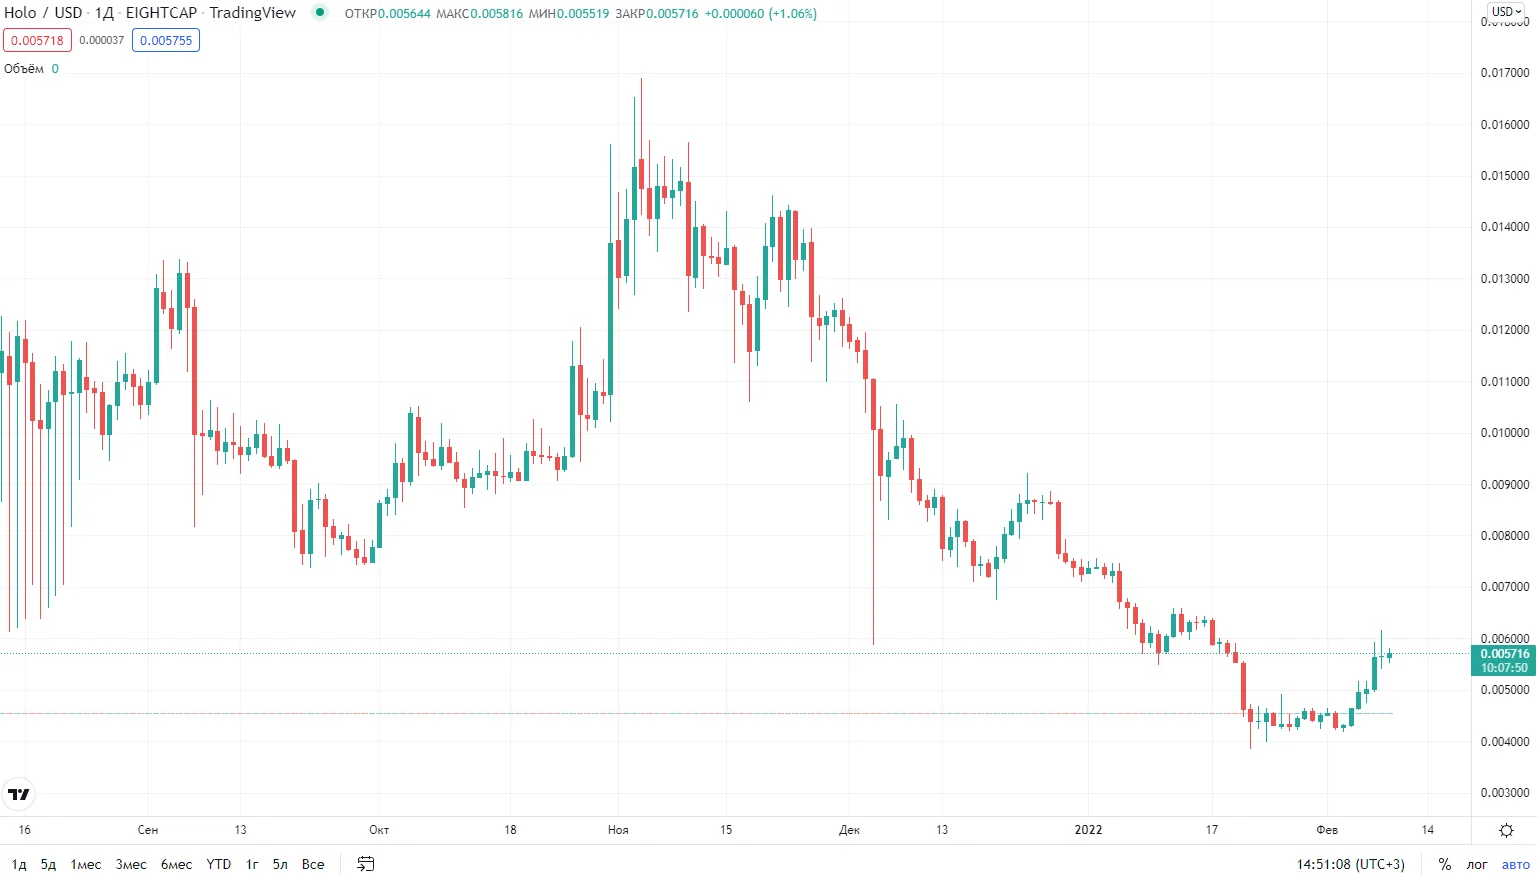 Holo / USD · 1Д · EIGHTCAP · TradingView ОТКР0.005644 МАКС0.005816 МИН0.005519 ЗАКР0.005716 +0.000060 (+1.06%)
USD
0.005718 0.000037 0.005755
Объём 0
0.017000
0.016000
0.015000
0.014000
0.013000
0.012000
0.011000
0.010000
0.009000
0.008000
0.007000
0.006000
0.005716
10:07:50
0.005000
0.004000
0.003000
16 Сен 13 Окт 18 Ноя 15 Дек 13 2022 17 Фев 14
1д 5д 1мес 3мес 6мес YTD 1г 5л Все 14:51:08 (UTC+3) % лог авто